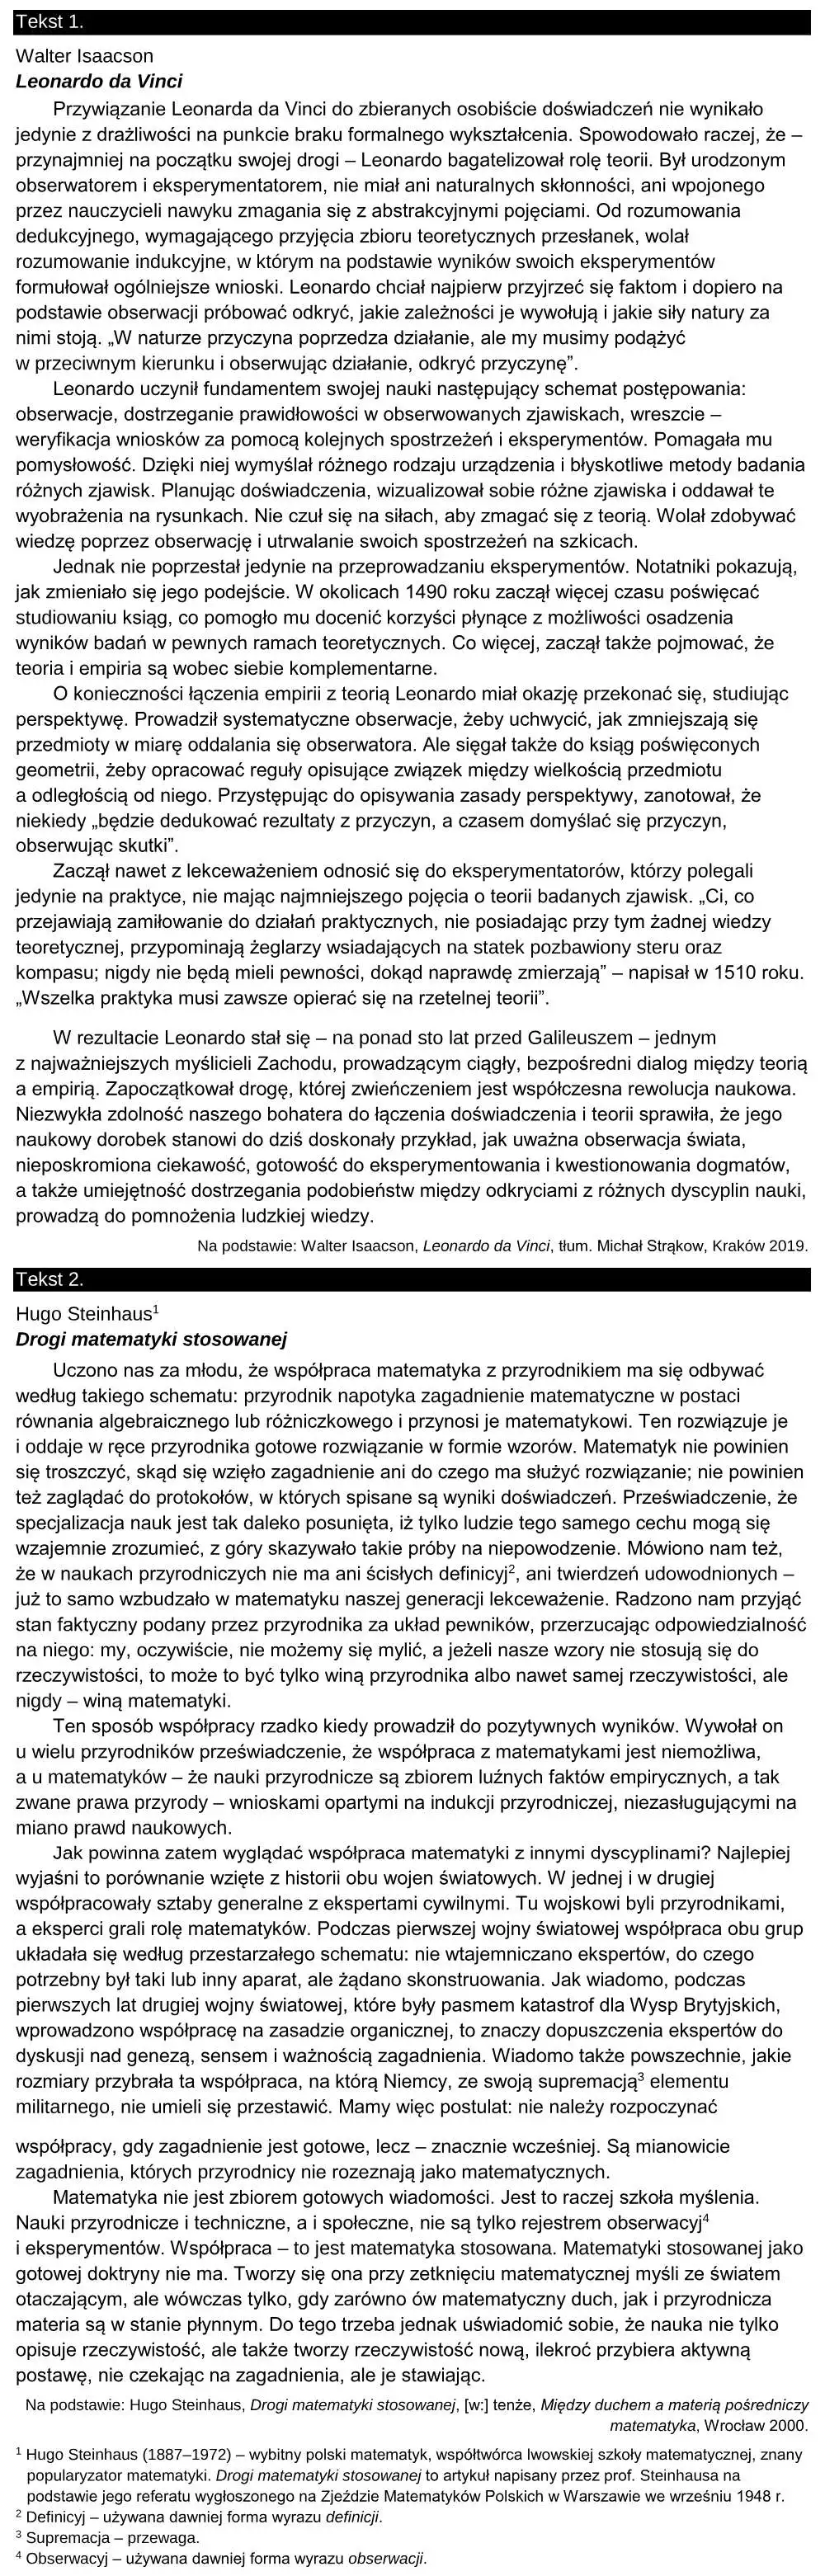 Tekst 1.
Walter Isaacson
Leonardo da Vinci
Przywiązanie Leonarda da Vinci do zbieranych osobiście doświadczeń nie wynikało
jedynie z drażliwości na punkcie braku formalnego wykształcenia. Spowodowało raczej, że –
przynajmniej na początku swojej drogi – Leonardo bagatelizował rolę teorii. Był urodzonym
obserwatorem i eksperymentatorem, nie miał ani naturalnych skłonności, ani wpojonego
przez nauczycieli nawyku zmagania się z abstrakcyjnymi pojęciami. Od rozumowania
dedukcyjnego, wymagającego przyjęcia zbioru teoretycznych przesłanek, wolał
rozumowanie indukcyjne, w którym na podstawie wyników swoich eksperymentów
formułował ogólniejsze wnioski. Leonardo chciał najpierw przyjrzeć się faktom i dopiero na
podstawie obserwacji próbować odkryć, jakie zależności je wywołują i jakie siły natury za
nimi stoją. „W naturze przyczyna poprzedza działanie, ale my musimy podążyć
w przeciwnym kierunku i obserwując działanie, odkryć przyczynę”.
Leonardo uczynił fundamentem swojej nauki następujący schemat postępowania:
obserwacje, dostrzeganie prawidłowości w obserwowanych zjawiskach, wreszcie –
weryfikacja wniosków za pomocą kolejnych spostrzeżeń i eksperymentów. Pomagała mu
pomysłowość. Dzięki niej wymyślał różnego rodzaju urządzenia i błyskotliwe metody badania
różnych zjawisk. Planując doświadczenia, wizualizował sobie różne zjawiska i oddawał te
wyobrażenia na rysunkach. Nie czuł się na siłach, aby zmagać się z teorią. Wolał zdobywać
wiedzę poprzez obserwację i utrwalanie swoich spostrzeżeń na szkicach.
Jednak nie poprzestał jedynie na przeprowadzaniu eksperymentów. Notatniki pokazują,
jak zmieniało się jego podejście. W okolicach 1490 roku zaczął więcej czasu poświęcać
studiowaniu ksiąg, co pomogło mu docenić korzyści płynące z możliwości osadzenia
wyników badań w pewnych ramach teoretycznych. Co więcej, zaczął także pojmować, że
teoria i empiria są wobec siebie komplementarne.
O konieczności łączenia empirii z teorią Leonardo miał okazję przekonać się, studiując
perspektywę. Prowadził systematyczne obserwacje, żeby uchwycić, jak zmniejszają się
przedmioty w miarę oddalania się obserwatora. Ale sięgał także do ksiąg poświęconych
geometrii, żeby opracować reguły opisujące związek między wielkością przedmiotu
a odległością od niego. Przystępując do opisywania zasady perspektywy, zanotował, że
niekiedy „będzie dedukować rezultaty z przyczyn, a czasem domyślać się przyczyn,
obserwując skutki”.
Zaczął nawet z lekceważeniem odnosić się do eksperymentatorów, którzy polegali
jedynie na praktyce, nie mając najmniejszego pojęcia o teorii badanych zjawisk. „Ci, co
przejawiają zamiłowanie do działań praktycznych, nie posiadając przy tym żadnej wiedzy
teoretycznej, przypominają żeglarzy wsiadających na statek pozbawiony steru oraz
kompasu; nigdy nie będą mieli pewności, dokąd naprawdę zmierzają” – napisał w 1510 roku.
„Wszelka praktyka musi zawsze opierać się na rzetelnej teorii”.
W rezultacie Leonardo stał się – na ponad sto lat przed Galileuszem – jednym
z najważniejszych myślicieli Zachodu, prowadzącym ciągły, bezpośredni dialog między teorią
a empirią. Zapoczątkował drogę, której zwieńczeniem jest współczesna rewolucja naukowa.
Niezwykła zdolność naszego bohatera do łączenia doświadczenia i teorii sprawiła, że jego
naukowy dorobek stanowi do dziś doskonały przykład, jak uważna obserwacja świata,
nieposkromiona ciekawość, gotowość do eksperymentowania i kwestionowania dogmatów,
a także umiejętność dostrzegania podobieństw między odkryciami z różnych dyscyplin nauki,
prowadzą do pomnożenia ludzkiej wiedzy.
Na podstawie: Walter Isaacson, Leonardo da Vinci, tłum. Michał Strąkow, Kraków 2019.
Tekst 2.
Hugo Steinhaus¹
Drogi matematyki stosowanej
Uczono nas za młodu, że współpraca matematyka z przyrodnikiem ma się odbywać
według takiego schematu: przyrodnik napotyka zagadnienie matematyczne w postaci
równania algebraicznego lub różniczkowego i przynosi je matematykowi. Ten rozwiązuje je
i oddaje w ręce przyrodnika gotowe rozwiązanie w formie wzorów. Matematyk nie powinien
się troszczyć, skąd się wzięło zagadnienie ani do czego ma służyć rozwiązanie; nie powinien
też zaglądać do protokołów, w których spisane są wyniki doświadczeń. Przeświadczenie, że
specjalizacja nauk jest tak daleko posunięta, iż tylko ludzie tego samego cechu mogą się
wzajemnie zrozumieć, z góry skazywało takie próby na niepowodzenie. Mówiono nam też,
że w naukach przyrodniczych nie ma ani ścisłych definicyj², ani twierdzeń udowodnionych –
już to samo wzbudzało w matematyku naszej generacji lekceważenie. Radzono nam przyjąć
stan faktyczny podany przez przyrodnika za układ pewników, przerzucając odpowiedzialność
na niego: my, oczywiście, nie możemy się mylić, a jeżeli nasze wzory nie stosują się do
rzeczywistości, to może to być tylko winą przyrodnika albo nawet samej rzeczywistości, ale
nigdy – winą matematyki.
Ten sposób współpracy rzadko kiedy prowadził do pozytywnych wyników. Wywołał on
u wielu przyrodników przeświadczenie, że współpraca z matematykami jest niemożliwa,
a u matematyków – że nauki przyrodnicze są zbiorem luźnych faktów empirycznych, a tak
zwane prawa przyrody – wnioskami opartymi na indukcji przyrodniczej, niezasługującymi na
miano prawd naukowych.
Jak powinna zatem wyglądać współpraca matematyki z innymi dyscyplinami? Najlepiej
wyjaśni to porównanie wzięte z historii obu wojen światowych. W jednej i w drugiej
współpracowały sztaby generalne z ekspertami cywilnymi. Tu wojskowi byli przyrodnikami,
a eksperci grali rolę matematyków. Podczas pierwszej wojny światowej współpraca obu grup
układała się według przestarzałego schematu: nie wtajemniczano ekspertów, do czego
potrzebny był taki lub inny aparat, ale żądano skonstruowania. Jak wiadomo, podczas
pierwszych lat drugiej wojny światowej, które były pasmem katastrof dla Wysp Brytyjskich,
wprowadzono współpracę na zasadzie organicznej, to znaczy dopuszczenia ekspertów do
dyskusji nad genezą, sensem i ważnością zagadnienia. Wiadomo także powszechnie, jakie
rozmiary przybrała ta współpraca, na którą Niemcy, ze swoją supremacją³ elementu
militarnego, nie umieli się przestawić. Mamy więc postulat: nie należy rozpoczynać
współpracy, gdy zagadnienie jest gotowe, lecz – znacznie wcześniej. Są mianowicie
zagadnienia, których przyrodnicy nie rozeznają jako matematycznych.
Matematyka nie jest zbiorem gotowych wiadomości. Jest to raczej szkoła myślenia.
Nauki przyrodnicze i techniczne, a i społeczne, nie są tylko rejestrem obserwacyj⁴
i eksperymentów. Współpraca – to jest matematyka stosowana. Matematyki stosowanej jako
gotowej doktryny nie ma. Tworzy się ona przy zetknięciu matematycznej myśli ze światem
otaczającym, ale wówczas tylko, gdy zarówno ów matematyczny duch, jak i przyrodnicza
materia są w stanie płynnym. Do tego trzeba jednak uświadomić sobie, że nauka nie tylko
opisuje rzeczywistość, ale także tworzy rzeczywistość nową, ilekroć przybiera aktywną
postawę, nie czekając na zagadnienia, ale je stawiając.
Na podstawie: Hugo Steinhaus, Drogi matematyki stosowanej, [w:] tenże, Między duchem a materią pośredniczy
matematyka, Wrocław 2000.
¹ Hugo Steinhaus (1887–1972) – wybitny polski matematyk, współtwórca lwowskiej szkoły matematycznej, znany
popularyzator matematyki. Drogi matematyki stosowanej to artykuł napisany przez prof. Steinhausa na
podstawie jego referatu wygłoszonego na Zjeździe Matematyków Polskich w Warszawie we wrześniu 1948 r.
² Definicyj – używana dawniej forma wyrazu definicji.
³ Supremacja – przewaga.
⁴ Obserwacyj – używana dawniej forma wyrazu obserwacji.